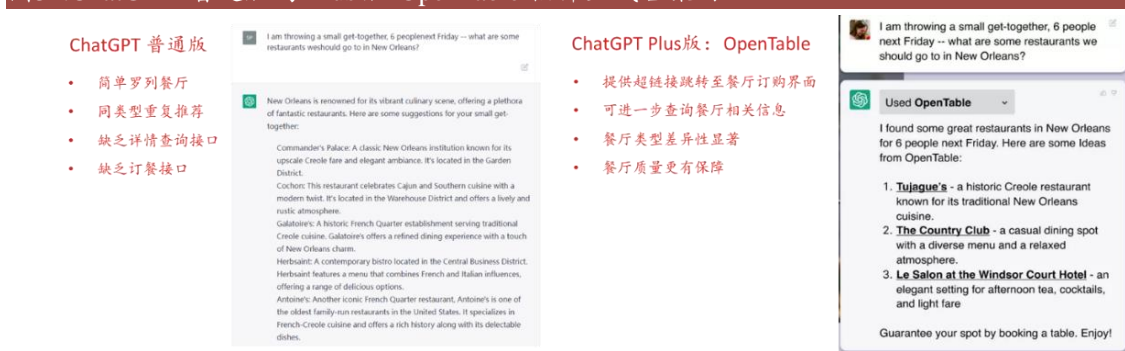 ChatGPT 普通版
• 简单罗列餐厅
• 同类型重复推荐
• 缺乏详情查询接口
• 缺乏订餐接口
SP
I am throwing a small get-together, 6 peoplenext Friday -- what are some
restaurants weshould go to in New Orleans?
New Orleans is renowned for its vibrant culinary scene, offering a plethora
of fantastic restaurants. Here are some suggestions for your small get-
together:
Commander's Palace: A classic New Orleans institution known for its
upscale Creole fare and elegant ambiance. It's located in the Garden
District.
Cochon: This restaurant celebrates Cajun and Southern cuisine with a
modern twist. It's located in the Warehouse District and offers a lively and
rustic atmosphere.
Galatoire's: A historic French Quarter establishment serving traditional
Creole cuisine. Galatoire's offers a refined dining experience with a touch
of New Orleans charm.
Herbsaint: A contemporary bistro located in the Central Business District.
Herbsaint features a menu that combines French and Italian influences,
offering a range of delicious options.
Antoine's: Another iconic French Quarter restaurant, Antoine's is one of
the oldest family-run restaurants in the United States. It specializes in
French-Creole cuisine and offers a rich history along with its delectable
dishes.
ChatGPT Plus版： OpenTable
• 提供超链接跳转至餐厅订购界面
• 可进一步查询餐厅相关信息
• 餐厅类型差异性显著
• 餐厅质量更有保障
I am throwing a small get-together, 6 people
next Friday -- what are some restaurants we
should go to in New Orleans?
Used OpenTable
I found some great restaurants in New Orleans
for 6 people next Friday. Here are some Ideas
from OpenTable:
1. Tujague's - a historic Creole restaurant
known for its traditional New Orleans
cuisine.
2. The Country Club - a casual dining spot
with a diverse menu and a relaxed
atmosphere.
3. Le Salon at the Windsor Court Hotel - an
elegant setting for afternoon tea, cocktails,
and light fare
Guarantee your spot by booking a table. Enjoy!